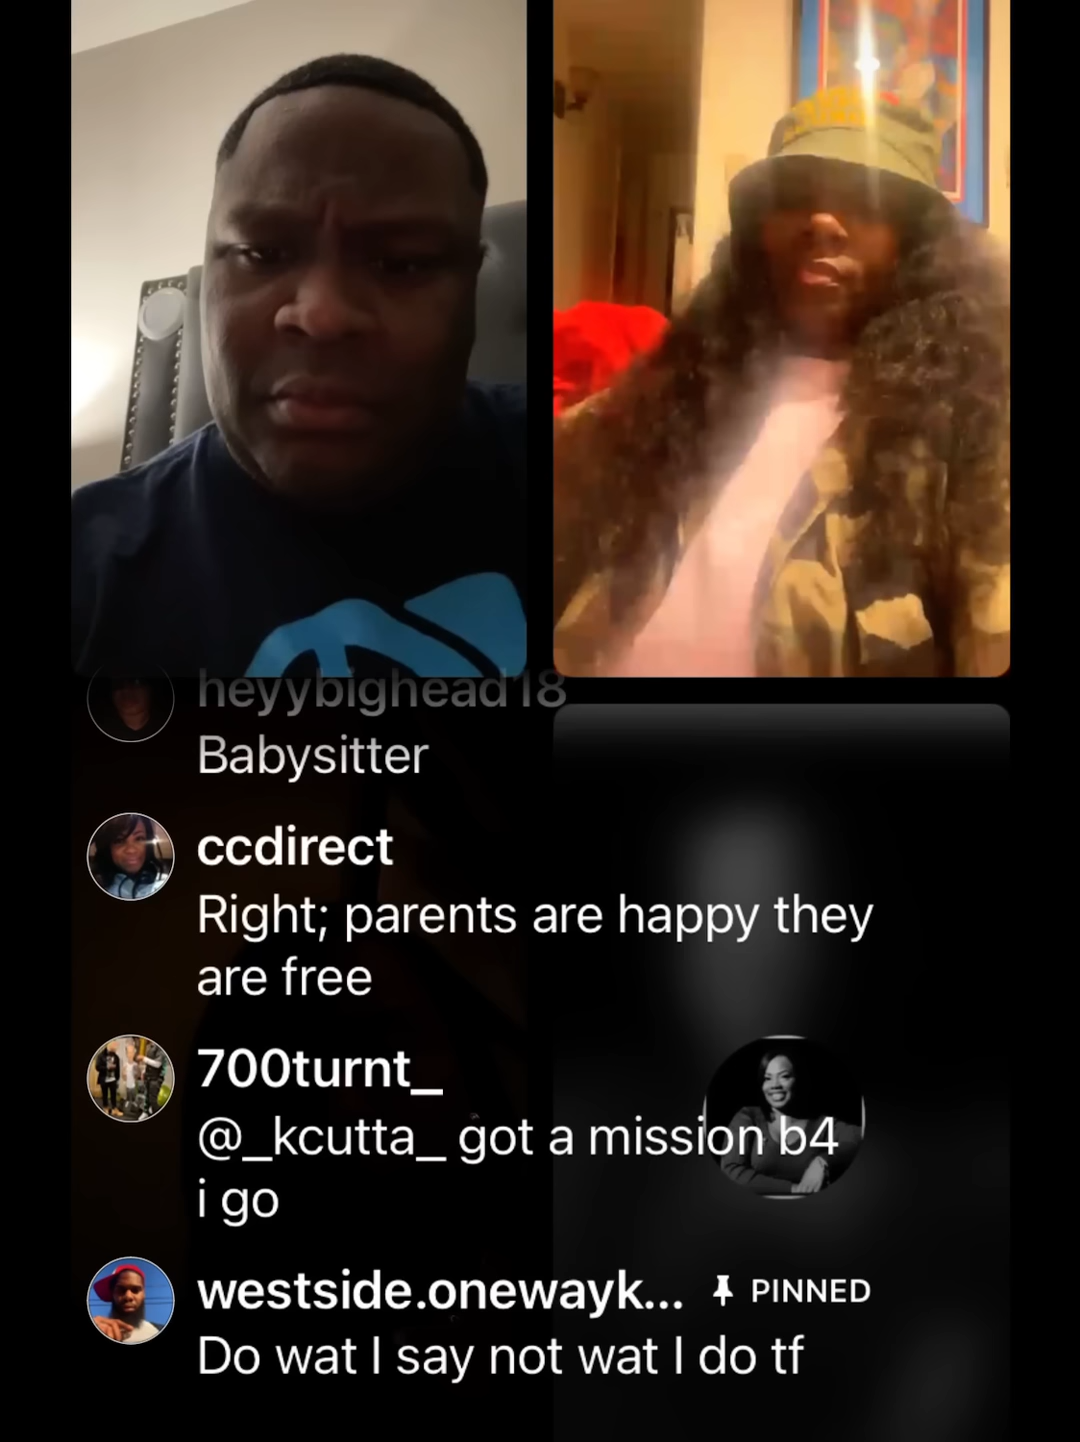 heyybighead18
Babysitter
ccdirect
Right; parents are happy they
are free
700turnt_
@_kcutta_ got a mission b4
i go
westside.onewayk... PINNED
Do wat I say not wat I do tf